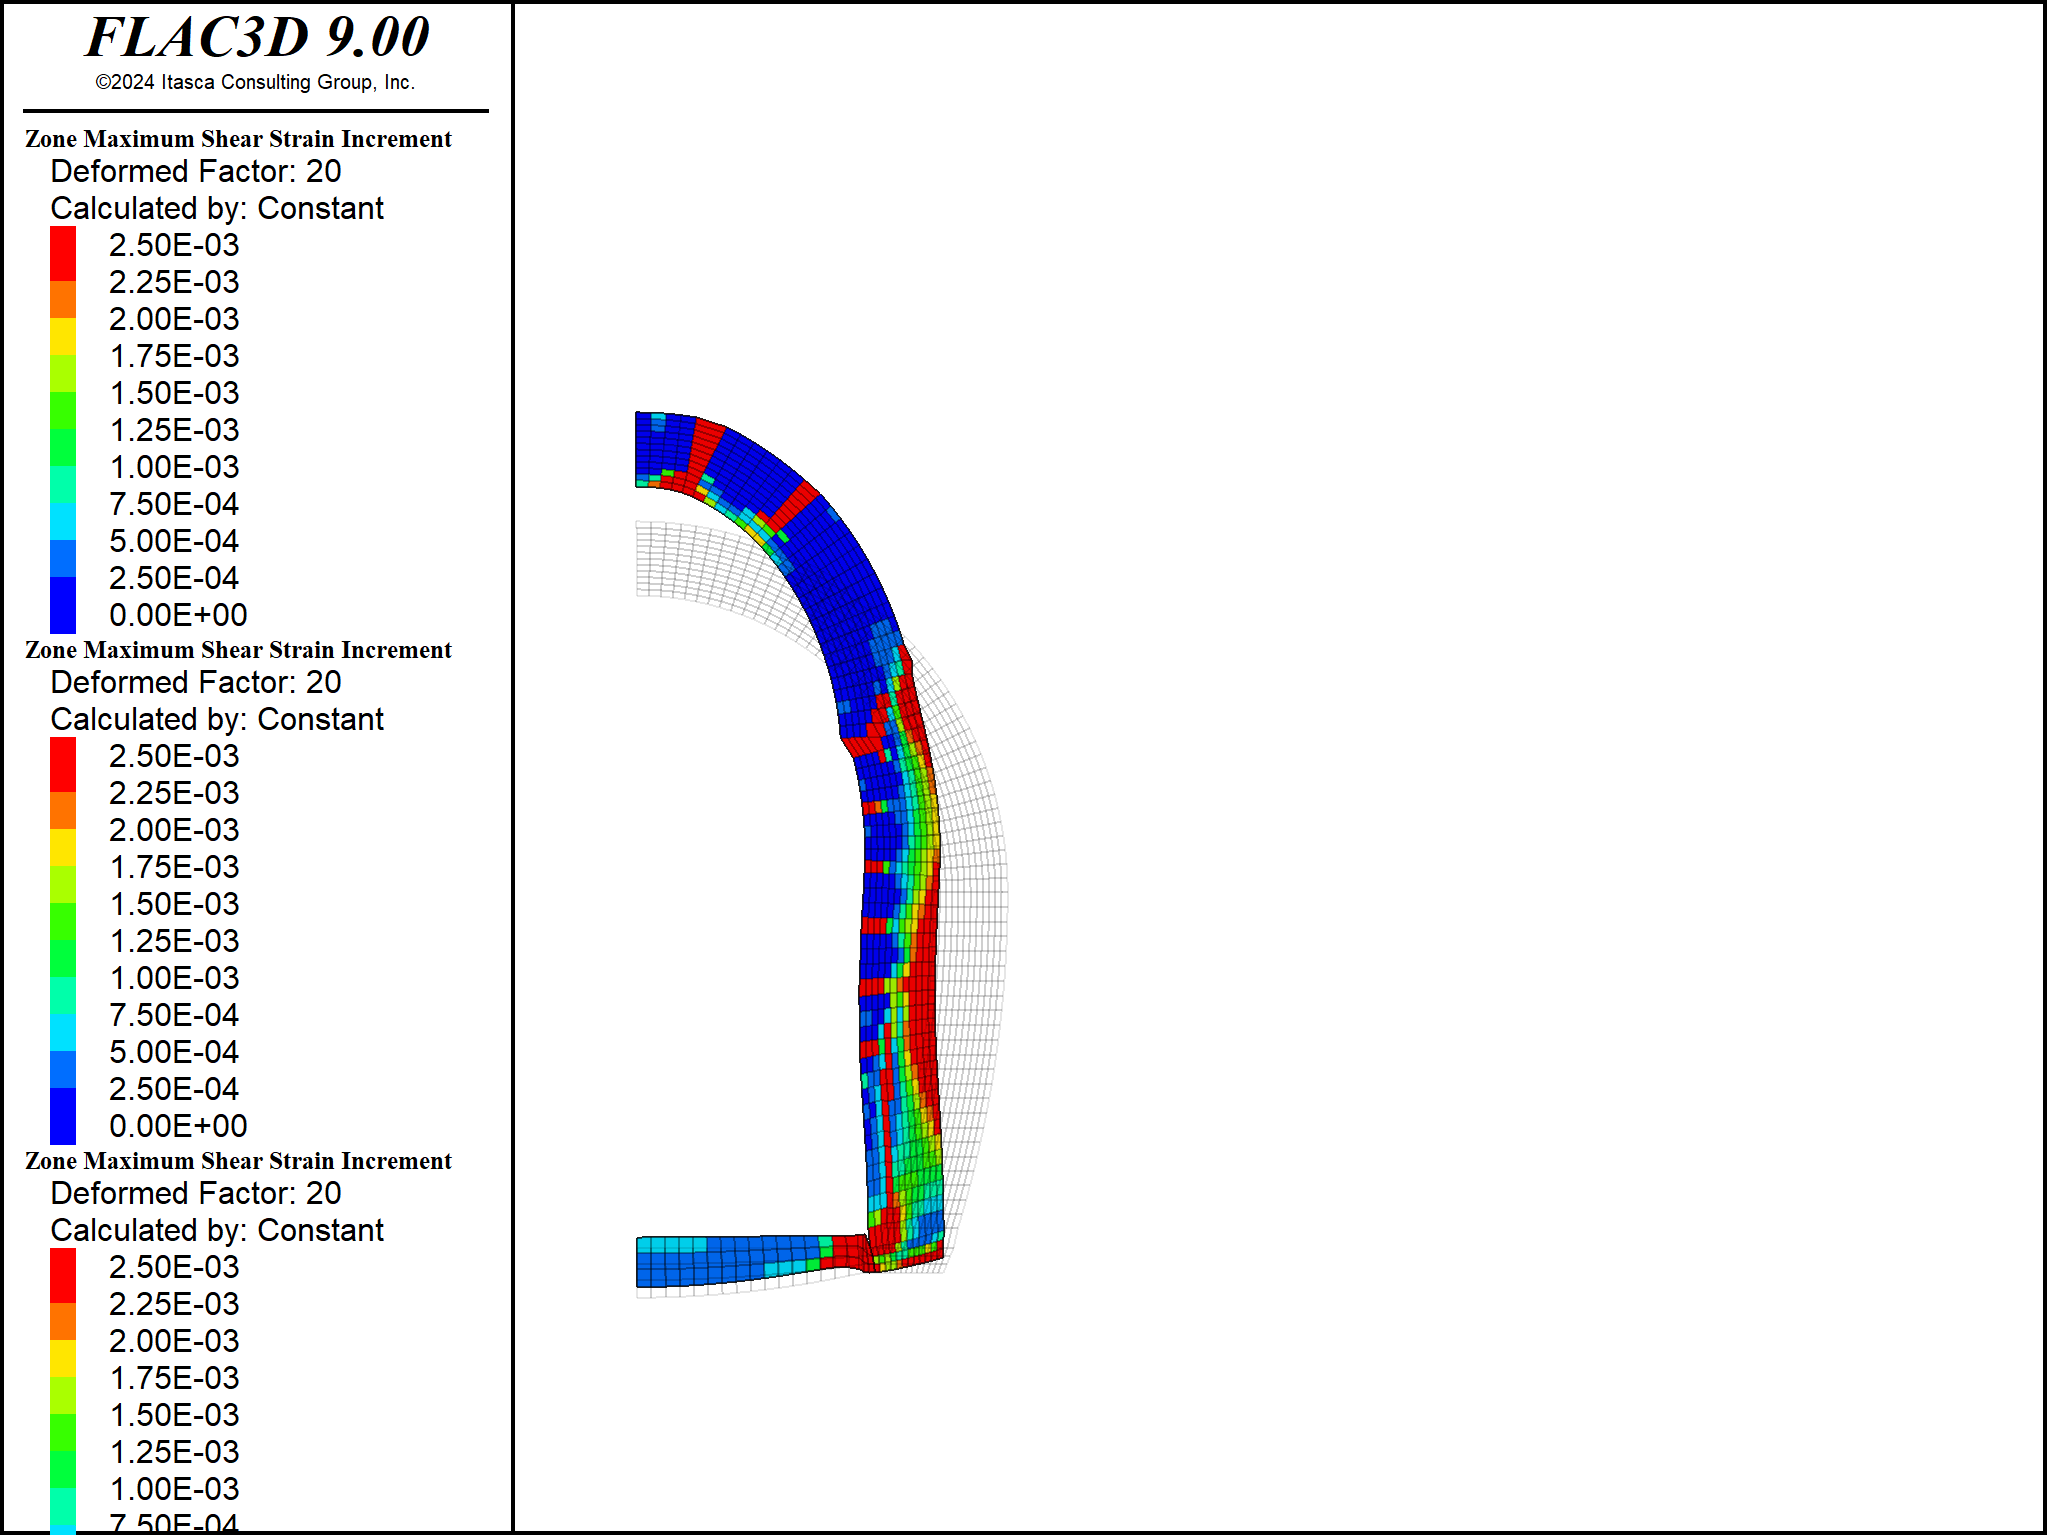 FLAC3D 9.00
©2024 Itasca Consulting Group, Inc.
Zone Maximum Shear Strain Increment
Deformed Factor: 20
Calculated by: Constant
2.50E-03
2.25E-03
2.00E-03
1.75E-03
1.50E-03
1.25E-03
1.00E-03
7.50E-04
5.00E-04
2.50E-04
0.00E+00
Zone Maximum Shear Strain Increment
Deformed Factor: 20
Calculated by: Constant
2.50E-03
2.25E-03
2.00E-03
1.75E-03
1.50E-03
1.25E-03
1.00E-03
7.50E-04
5.00E-04
2.50E-04
0.00E+00
Zone Maximum Shear Strain Increment
Deformed Factor: 20
Calculated by: Constant
2.50E-03
2.25E-03
2.00E-03
1.75E-03
1.50E-03
1.25E-03
1.00E-03
7.50E-04